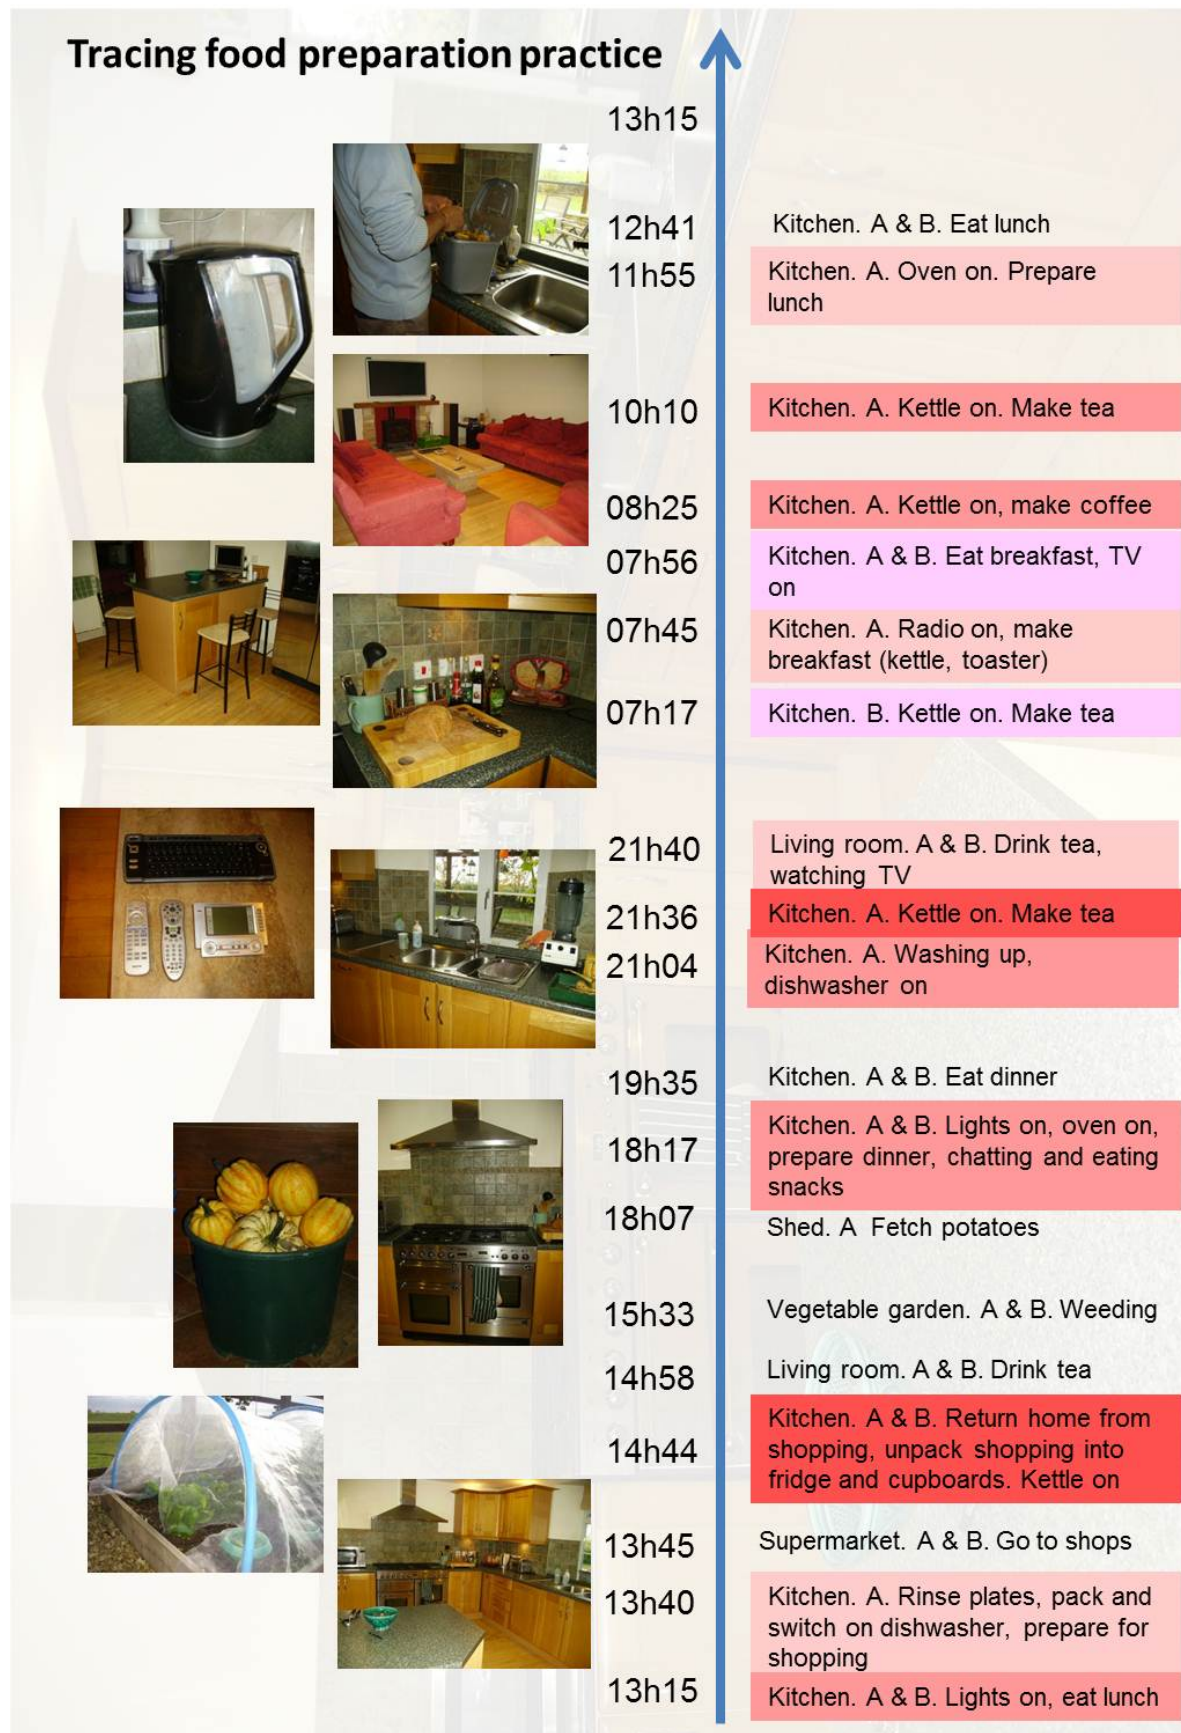 Tracing food preparation practice
13h15
12h41
Kitchen. A & B. Eat lunch
11h55
Kitchen. A. Oven on. Prepare
lunch
10h10
Kitchen. A. Kettle on. Make tea
08h25
Kitchen. A. Kettle on, make coffee
07h56
Kitchen. A & B. Eat breakfast, TV
on
07h45
Kitchen. A. Radio on, make
breakfast (kettle, toaster)
07h17
Kitchen. B. Kettle on. Make tea
21h40
Living room. A & B. Drink tea,
watching TV
21h36
Kitchen. A. Kettle on. Make tea
21h04
Kitchen. A. Washing up,
dishwasher on
19h35
Kitchen. A & B. Eat dinner
18h17
Kitchen. A & B. Lights on, oven on,
prepare dinner, chatting and eating
snacks
18h07
Shed. A Fetch potatoes
15h33
Vegetable garden. A & B. Weeding
14h58
Living room. A & B. Drink tea
14h44
Kitchen. A & B. Return home from
shopping, unpack shopping into
fridge and cupboards. Kettle on
13h45
Supermarket. A & B. Go to shops
13h40
Kitchen. A. Rinse plates, pack and
switch on dishwasher, prepare for
shopping
13h15
Kitchen. A & B. Lights on, eat lunch